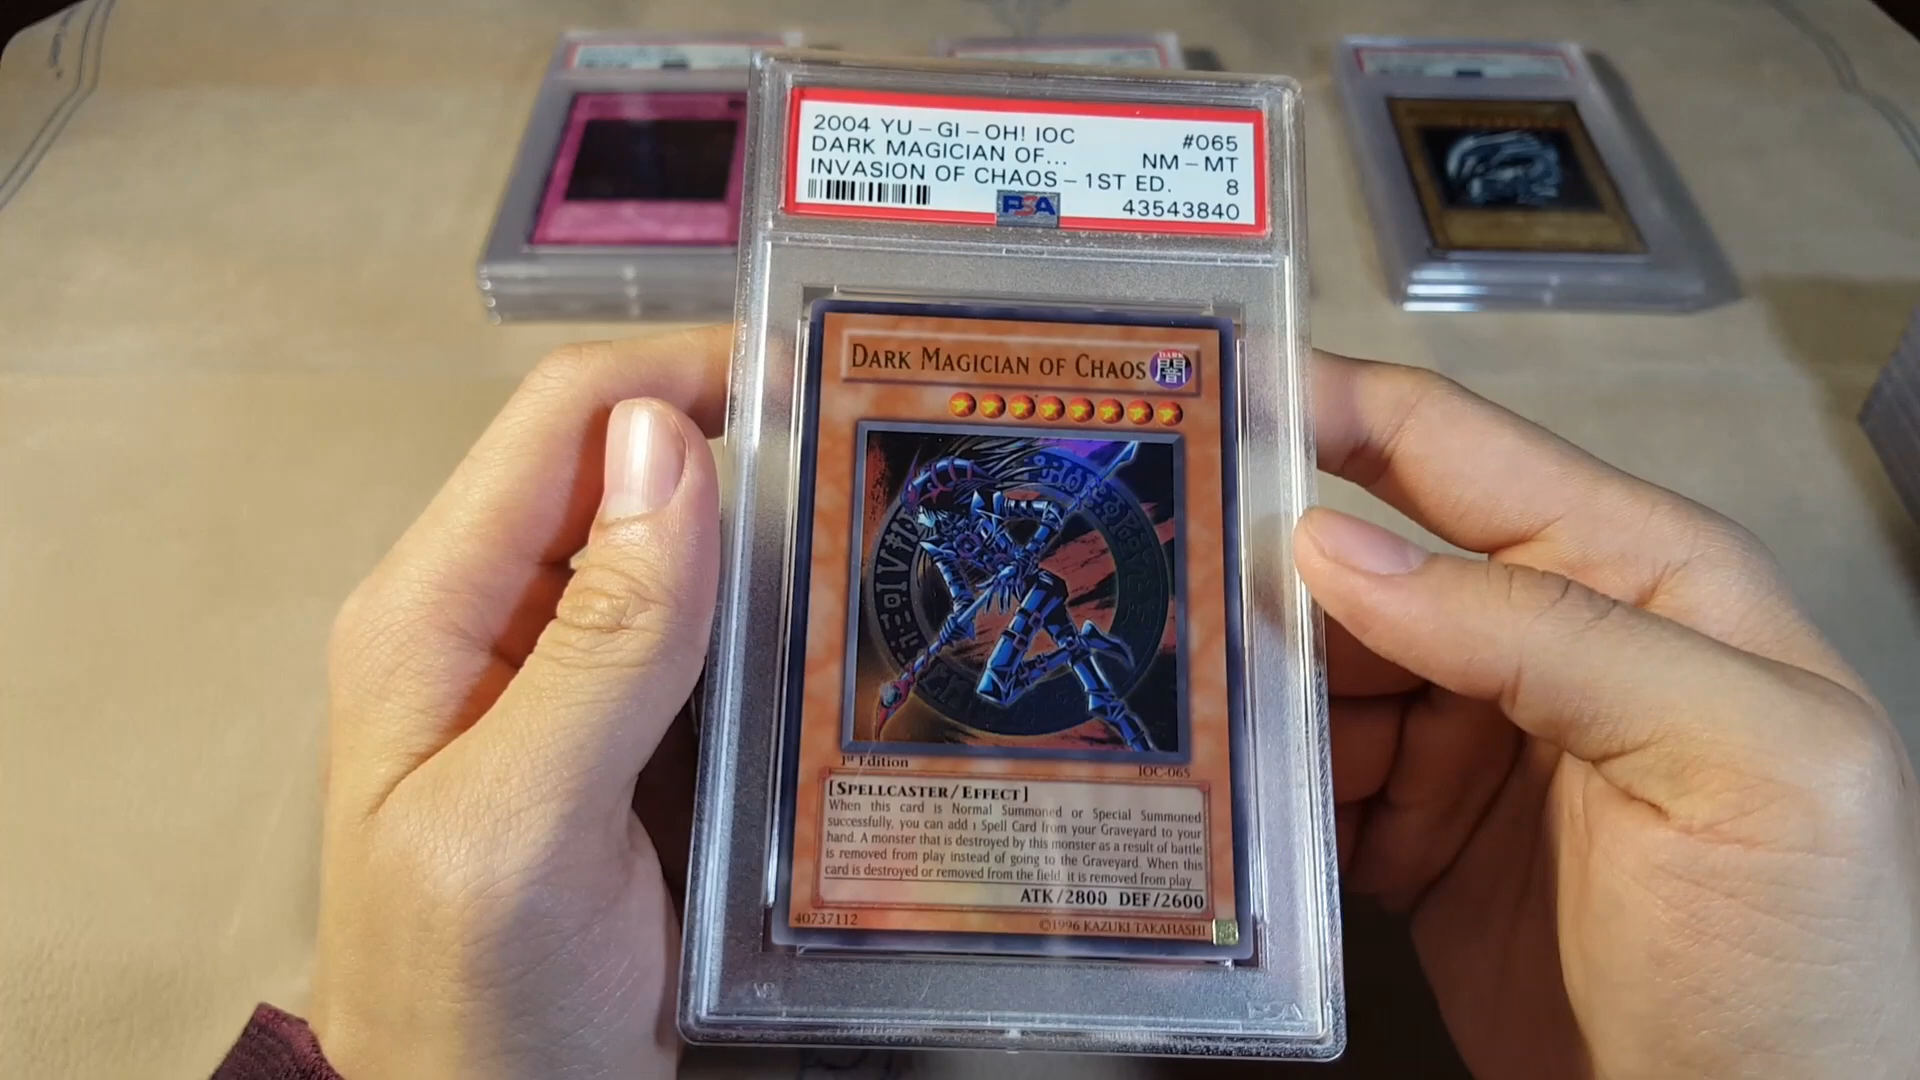 2004 YU-GI-OH! IOC
#065
DARK MAGICIAN OF...
NM-MT
INVASION OF CHAOS-1ST ED.
8
PSA
43543840
DARK MAGICIAN OF CHAOS
DARK
闇
1st Edition
IOC-065
[SPELLCASTER/EFFECT]
When this card is Normal Summoned or Special Summoned
successfully, you can add 1 Spell Card from your Graveyard to your
hand. A monster that is destroyed by this monster as a result of battle
is removed from play instead of going to the Graveyard. When this
card is destroyed or removed from the field, it is removed from play.
ATK/2800 DEF/2600
40737112
©1996 KAZUKI TAKAHASHI